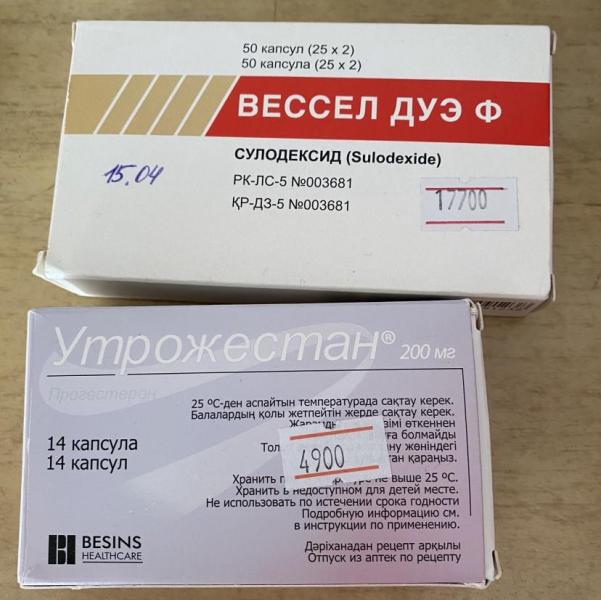 50 капсул (25 x 2)
50 капсула (25 x 2)
ВЕССЕЛ ДУЭ Ф
СУЛОДЕКСИД (Sulodexide)
15.04
РК-ЛС-5 №003681
ҚР-ДЗ-5 №003681
17700
Утрожестан® 200 мг
Прогестерон
25 ºС-ден аспайтын температурада сақтау керек.
Балалардың қолы жетпейтін жерде сақтау керек.
өткеннен
болмайды
жөніндегі
қараңыз.
4900
14 капсула
14 капсул
Хранить не выше 25 ºС.
Хранить в недоступном для детей месте.
Не использовать по истечении срока годности
Подробную информацию см.
в инструкции по применению.
BESINS
HEALTHCARE
Дәріханадан рецепт арқылы
Отпуск из аптек по рецепту